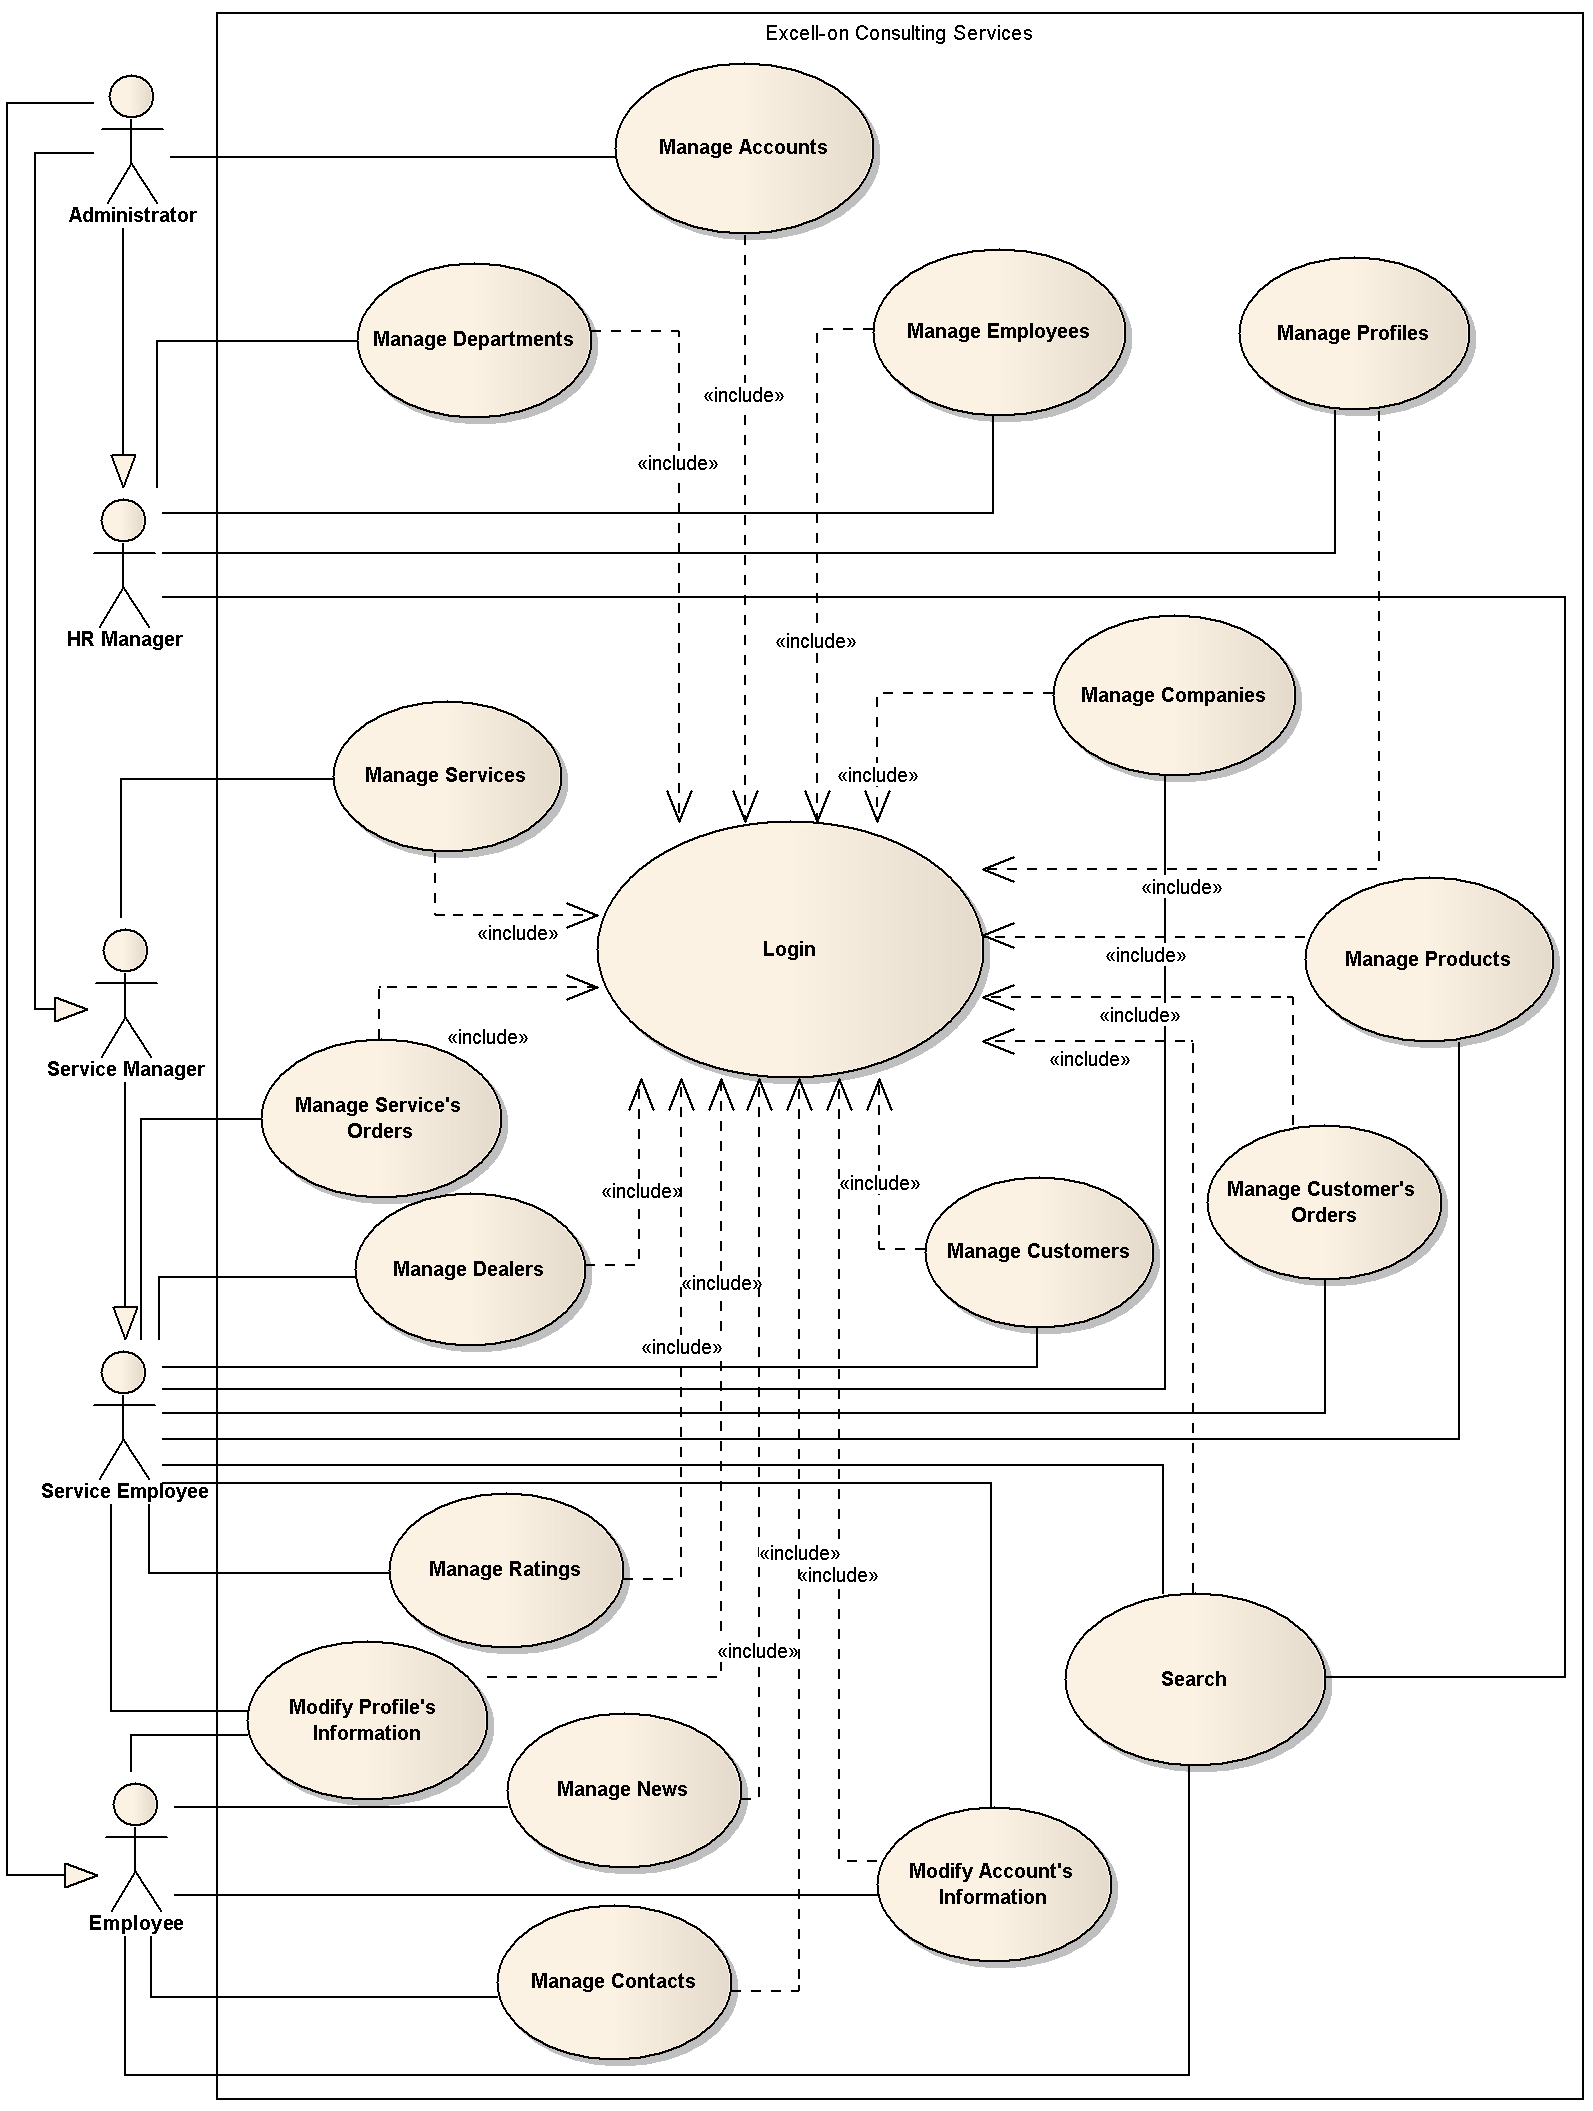 Excell-on Consulting Services
Manage Accounts
Administrator
Manage Departments
Manage Employees
Manage Profiles
«include»
«include»
HR Manager
«include»
Manage Companies
Manage Services
«include»
«include»
Login
«include»
«include»
Manage Products
«include»
«include»
«include»
Service Manager
Manage Service's
Orders
«include»
«include»
Manage Customer's
Orders
Manage Customers
Manage Dealers
«include»
«include»
Service Employee
«include»
«include»
Manage Ratings
«include»
Search
Modify Profile's
Information
Manage News
Modify Account's
Information
Employee
Manage Contacts